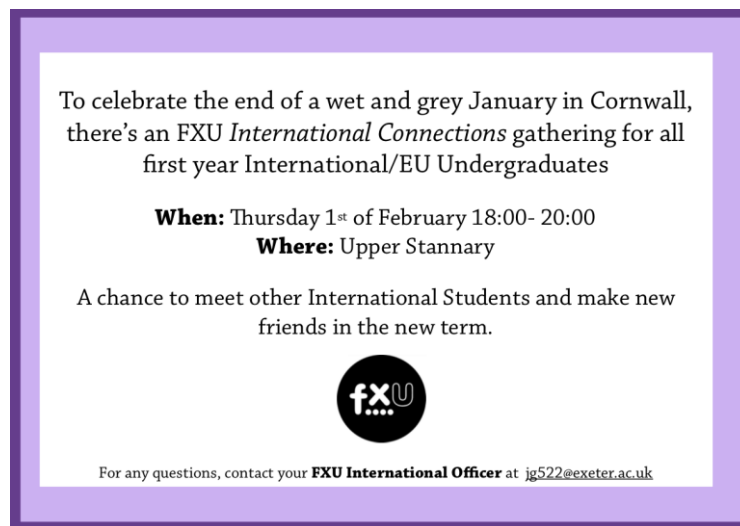 To celebrate the end of a wet and grey January in Cornwall,
there's an FXU International Connections gathering for all
first year International/EU Undergraduates
When: Thursday 1st of February 18:00- 20:00
Where: Upper Stannary
A chance to meet other International Students and make new
friends in the new term.
fxU
For any questions, contact your FXU International Officer at jg522@exeter.ac.uk